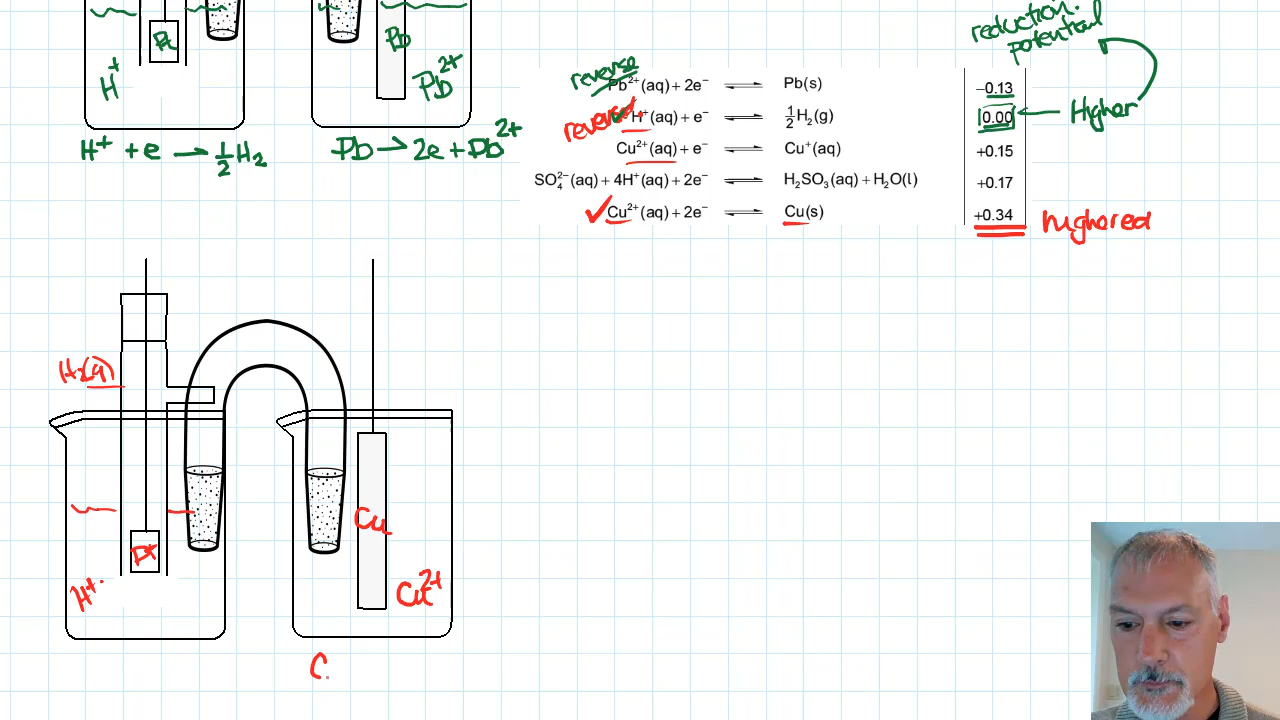 reduction.
potential
Pt
H⁺
Pb
Pb²⁺
H⁺ + e → ½H₂
Pb → 2e + Pb²⁺
reverse
Pb²⁺(aq) + 2e⁻ ⇌ Pb(s) −0.13
reversed
H⁺(aq) + e⁻ ⇌ ½H₂(g) 0.00 ← Higher
Cu²⁺(aq) + e⁻ ⇌ Cu⁺(aq) +0.15
SO₄²⁻(aq) + 4H⁺(aq) + 2e⁻ ⇌ H₂SO₃(aq) + H₂O(l) +0.17
✓ Cu²⁺(aq) + 2e⁻ ⇌ Cu(s) +0.34 highered
H₂(g)
Pt
H⁺
Cu
Cu²⁺
C